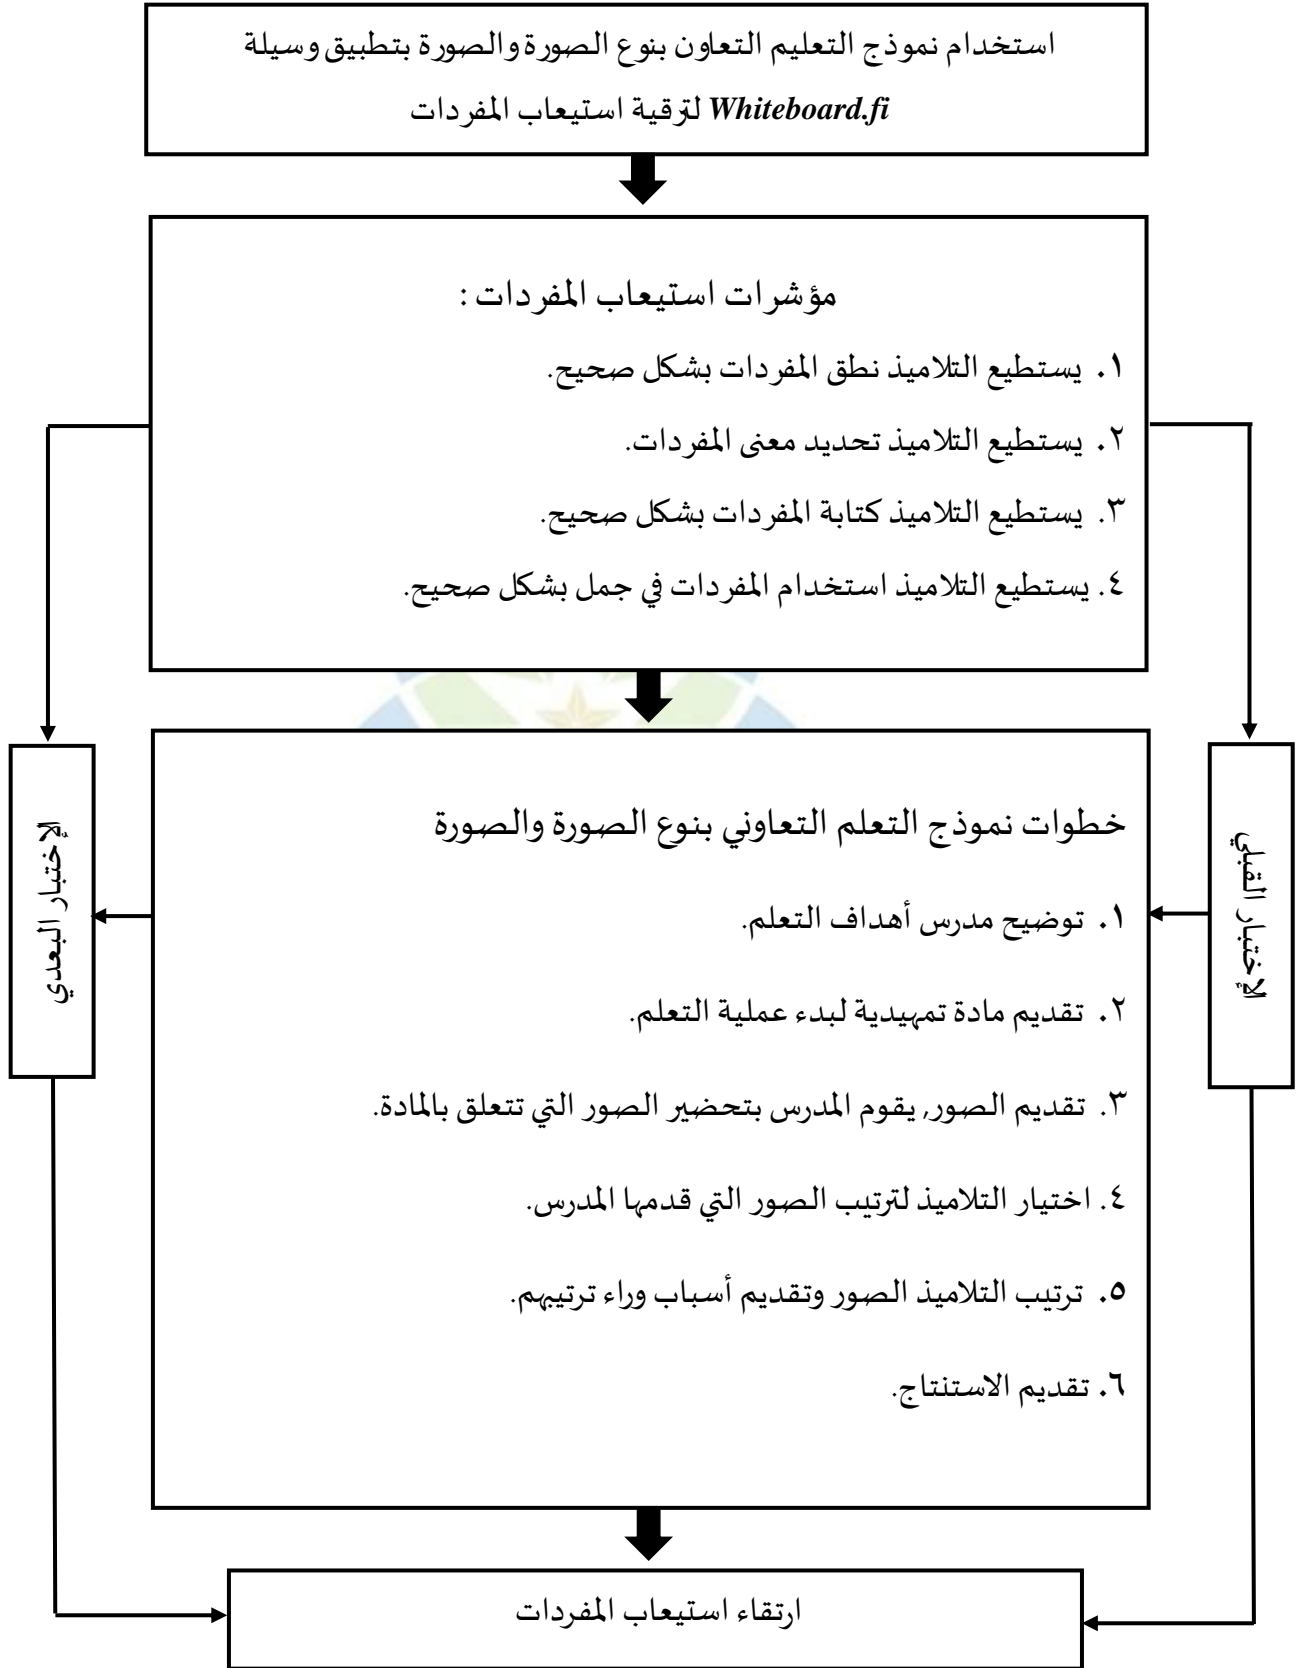 استخدام نموذج التعليم التعاون بنوع الصورة والصورة بتطبيق وسيلة
Whiteboard.fi لترقية استيعاب المفردات
مؤشرات استيعاب المفردات :
١. يستطيع التلاميذ نطق المفردات بشكل صحيح.
٢. يستطيع التلاميذ تحديد معنى المفردات.
٣. يستطيع التلاميذ كتابة المفردات بشكل صحيح.
٤. يستطيع التلاميذ استخدام المفردات في جمل بشكل صحيح.
الإختبار القبلي
خطوات نموذج التعلم التعاوني بنوع الصورة والصورة
١. توضيح مدرس أهداف التعلم.
٢. تقديم مادة تمهيدية لبدء عملية التعلم.
٣. تقديم الصور, يقوم المدرس بتحضير الصور التي تتعلق بالمادة.
٤. اختيار التلاميذ لترتيب الصور التي قدمها المدرس.
٥. ترتيب التلاميذ الصور وتقديم أسباب وراء ترتيبهم.
٦. تقديم الاستنتاج.
الإختبار البعدي
ارتقاء استيعاب المفردات